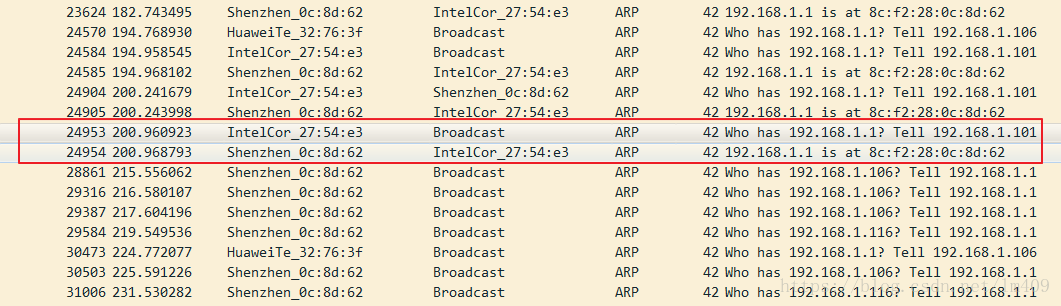 23624 182.743495 Shenzhen_0c:8d:62 IntelCor_27:54:e3 ARP 42 192.168.1.1 is at 8c:f2:28:0c:8d:62
24570 194.768930 HuaweiTe_32:76:3f Broadcast ARP 42 Who has 192.168.1.1? Tell 192.168.1.106
24584 194.958545 IntelCor_27:54:e3 Broadcast ARP 42 Who has 192.168.1.1? Tell 192.168.1.101
24585 194.968102 Shenzhen_0c:8d:62 IntelCor_27:54:e3 ARP 42 192.168.1.1 is at 8c:f2:28:0c:8d:62
24904 200.241679 IntelCor_27:54:e3 Shenzhen_0c:8d:62 ARP 42 Who has 192.168.1.1? Tell 192.168.1.101
24905 200.243998 Shenzhen_0c:8d:62 IntelCor_27:54:e3 ARP 42 192.168.1.1 is at 8c:f2:28:0c:8d:62
24953 200.960923 IntelCor_27:54:e3 Broadcast ARP 42 Who has 192.168.1.1? Tell 192.168.1.101
24954 200.968793 Shenzhen_0c:8d:62 IntelCor_27:54:e3 ARP 42 192.168.1.1 is at 8c:f2:28:0c:8d:62
28861 215.556062 Shenzhen_0c:8d:62 Broadcast ARP 42 Who has 192.168.1.106? Tell 192.168.1.1
29316 216.580107 Shenzhen_0c:8d:62 Broadcast ARP 42 Who has 192.168.1.106? Tell 192.168.1.1
29387 217.604196 Shenzhen_0c:8d:62 Broadcast ARP 42 Who has 192.168.1.106? Tell 192.168.1.1
29584 219.549536 Shenzhen_0c:8d:62 Broadcast ARP 42 Who has 192.168.1.116? Tell 192.168.1.1
30473 224.772077 HuaweiTe_32:76:3f Broadcast ARP 42 Who has 192.168.1.1? Tell 192.168.1.106
30503 225.591226 Shenzhen_0c:8d:62 Broadcast ARP 42 Who has 192.168.1.106? Tell 192.168.1.1
31006 231.530282 Shenzhen_0c:8d:62 Broadcast ARP 42 Who has 192.168.1.116? Tell 192.168.1.1
https://blog.csdn.net/lm409